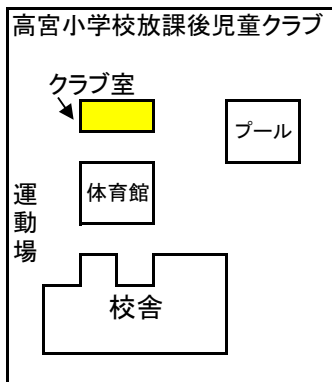 高宮小学校放課後児童クラブ
クラブ室
プール
体育館
運動場
校舎